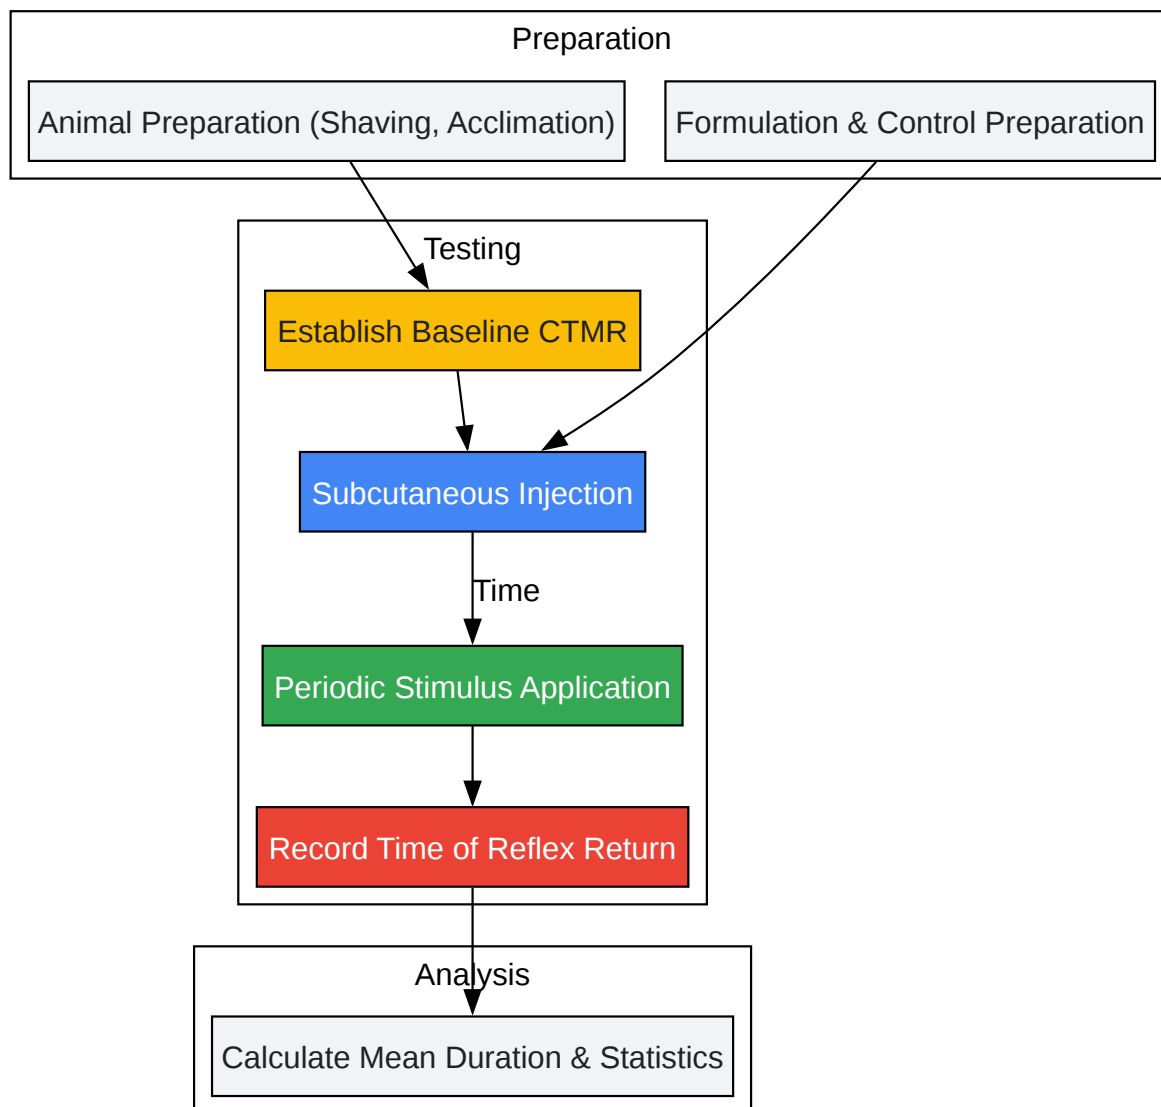 Preparation
Animal Preparation (Shaving, Acclimation)
Formulation & Control Preparation
Testing
Establish Baseline CTMR
Subcutaneous Injection
Time
Periodic Stimulus Application
Record Time of Reflex Return
Analysis
Calculate Mean Duration & Statistics